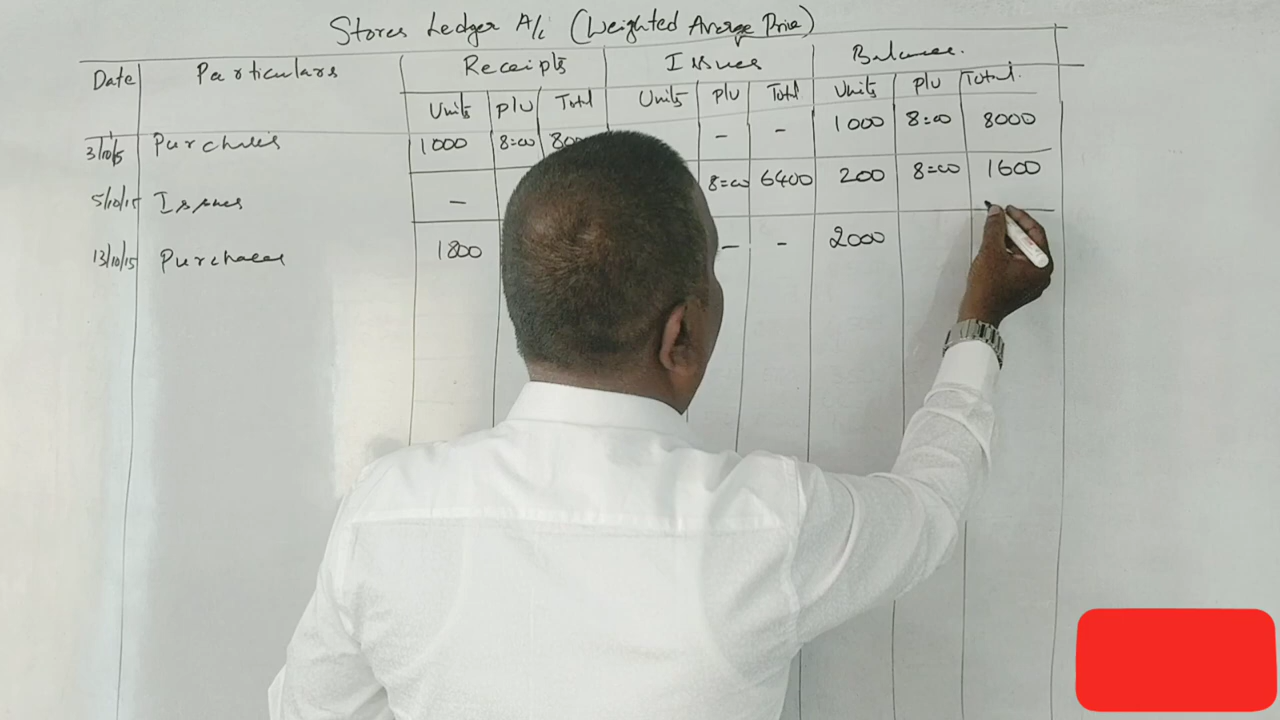 Stores Ledger A/c (Weighted Average Price)
Date Particulars Receipts Issues Balances.
Units P/U Total Units P/U Total Units P/U Total.
3/10/15 Purchases 1000 8=00 - - 1000 8=00 8000
5/10/15 Issues - 8=00 6400 200 8=00 1600
13/10/15 Purchases 1800 - - 2000